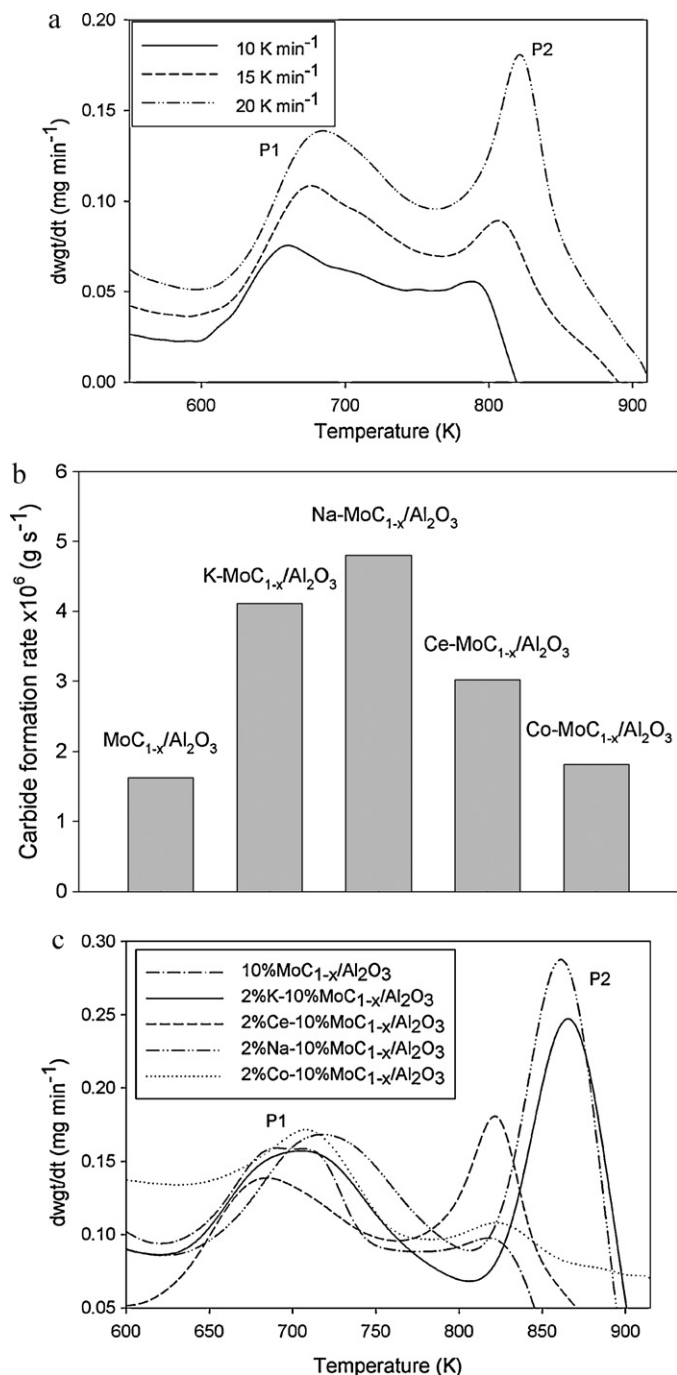 a
0.20
0.15
0.10
0.05
0.00
dwgt/dt (mg min⁻¹)
10 K min⁻¹
15 K min⁻¹
20 K min⁻¹
P1
P2
600
700
800
900
Temperature (K)
b
6
5
4
3
2
1
0
Carbide formation rate x10⁶ (g s⁻¹)
MoC₁₋ₓ/Al₂O₃
K-MoC₁₋ₓ/Al₂O₃
Na-MoC₁₋ₓ/Al₂O₃
Ce-MoC₁₋ₓ/Al₂O₃
Co-MoC₁₋ₓ/Al₂O₃
c
0.30
0.25
0.20
0.15
0.10
0.05
dwgt/dt (mg min⁻¹)
10%MoC₁₋ₓ/Al₂O₃
2%K-10%MoC₁₋ₓ/Al₂O₃
2%Ce-10%MoC₁₋ₓ/Al₂O₃
2%Na-10%MoC₁₋ₓ/Al₂O₃
2%Co-10%MoC₁₋ₓ/Al₂O₃
P1
P2
600
650
700
750
800
850
900
Temperature (K)